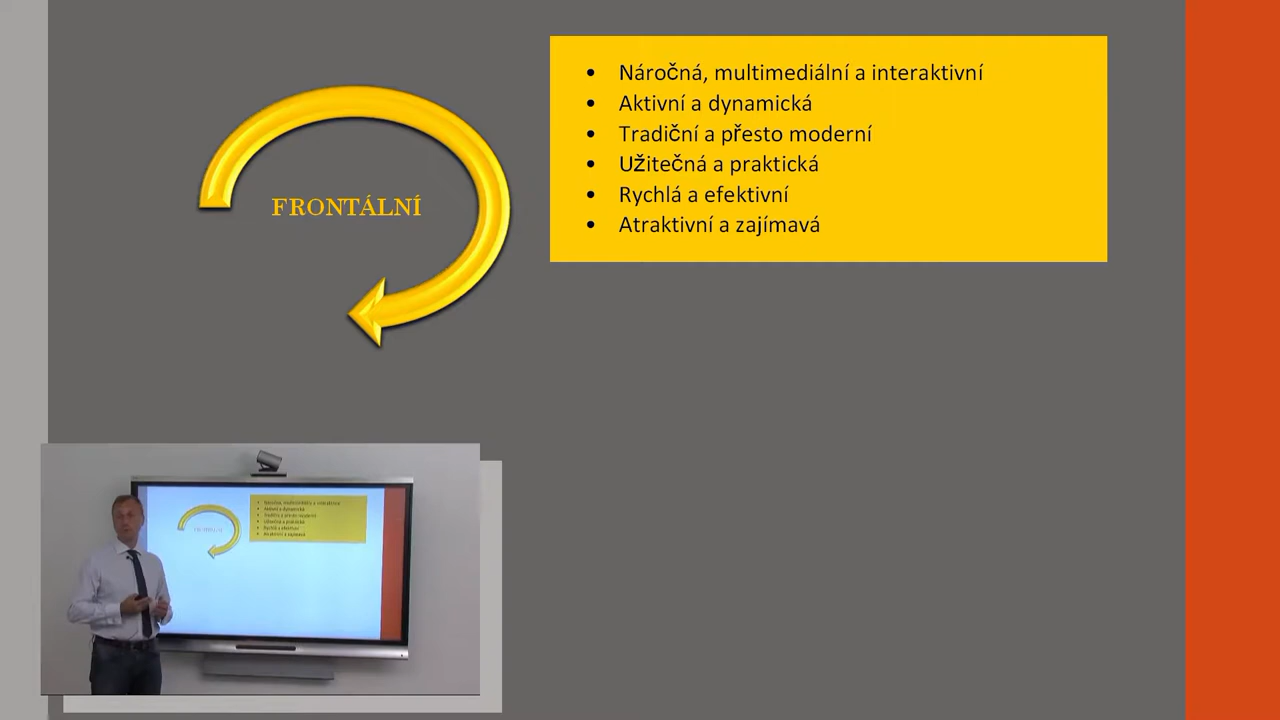 FRONTÁLNÍ
• Náročná, multimediální a interaktivní
• Aktivní a dynamická
• Tradiční a přesto moderní
• Užitečná a praktická
• Rychlá a efektivní
• Atraktivní a zajímavá